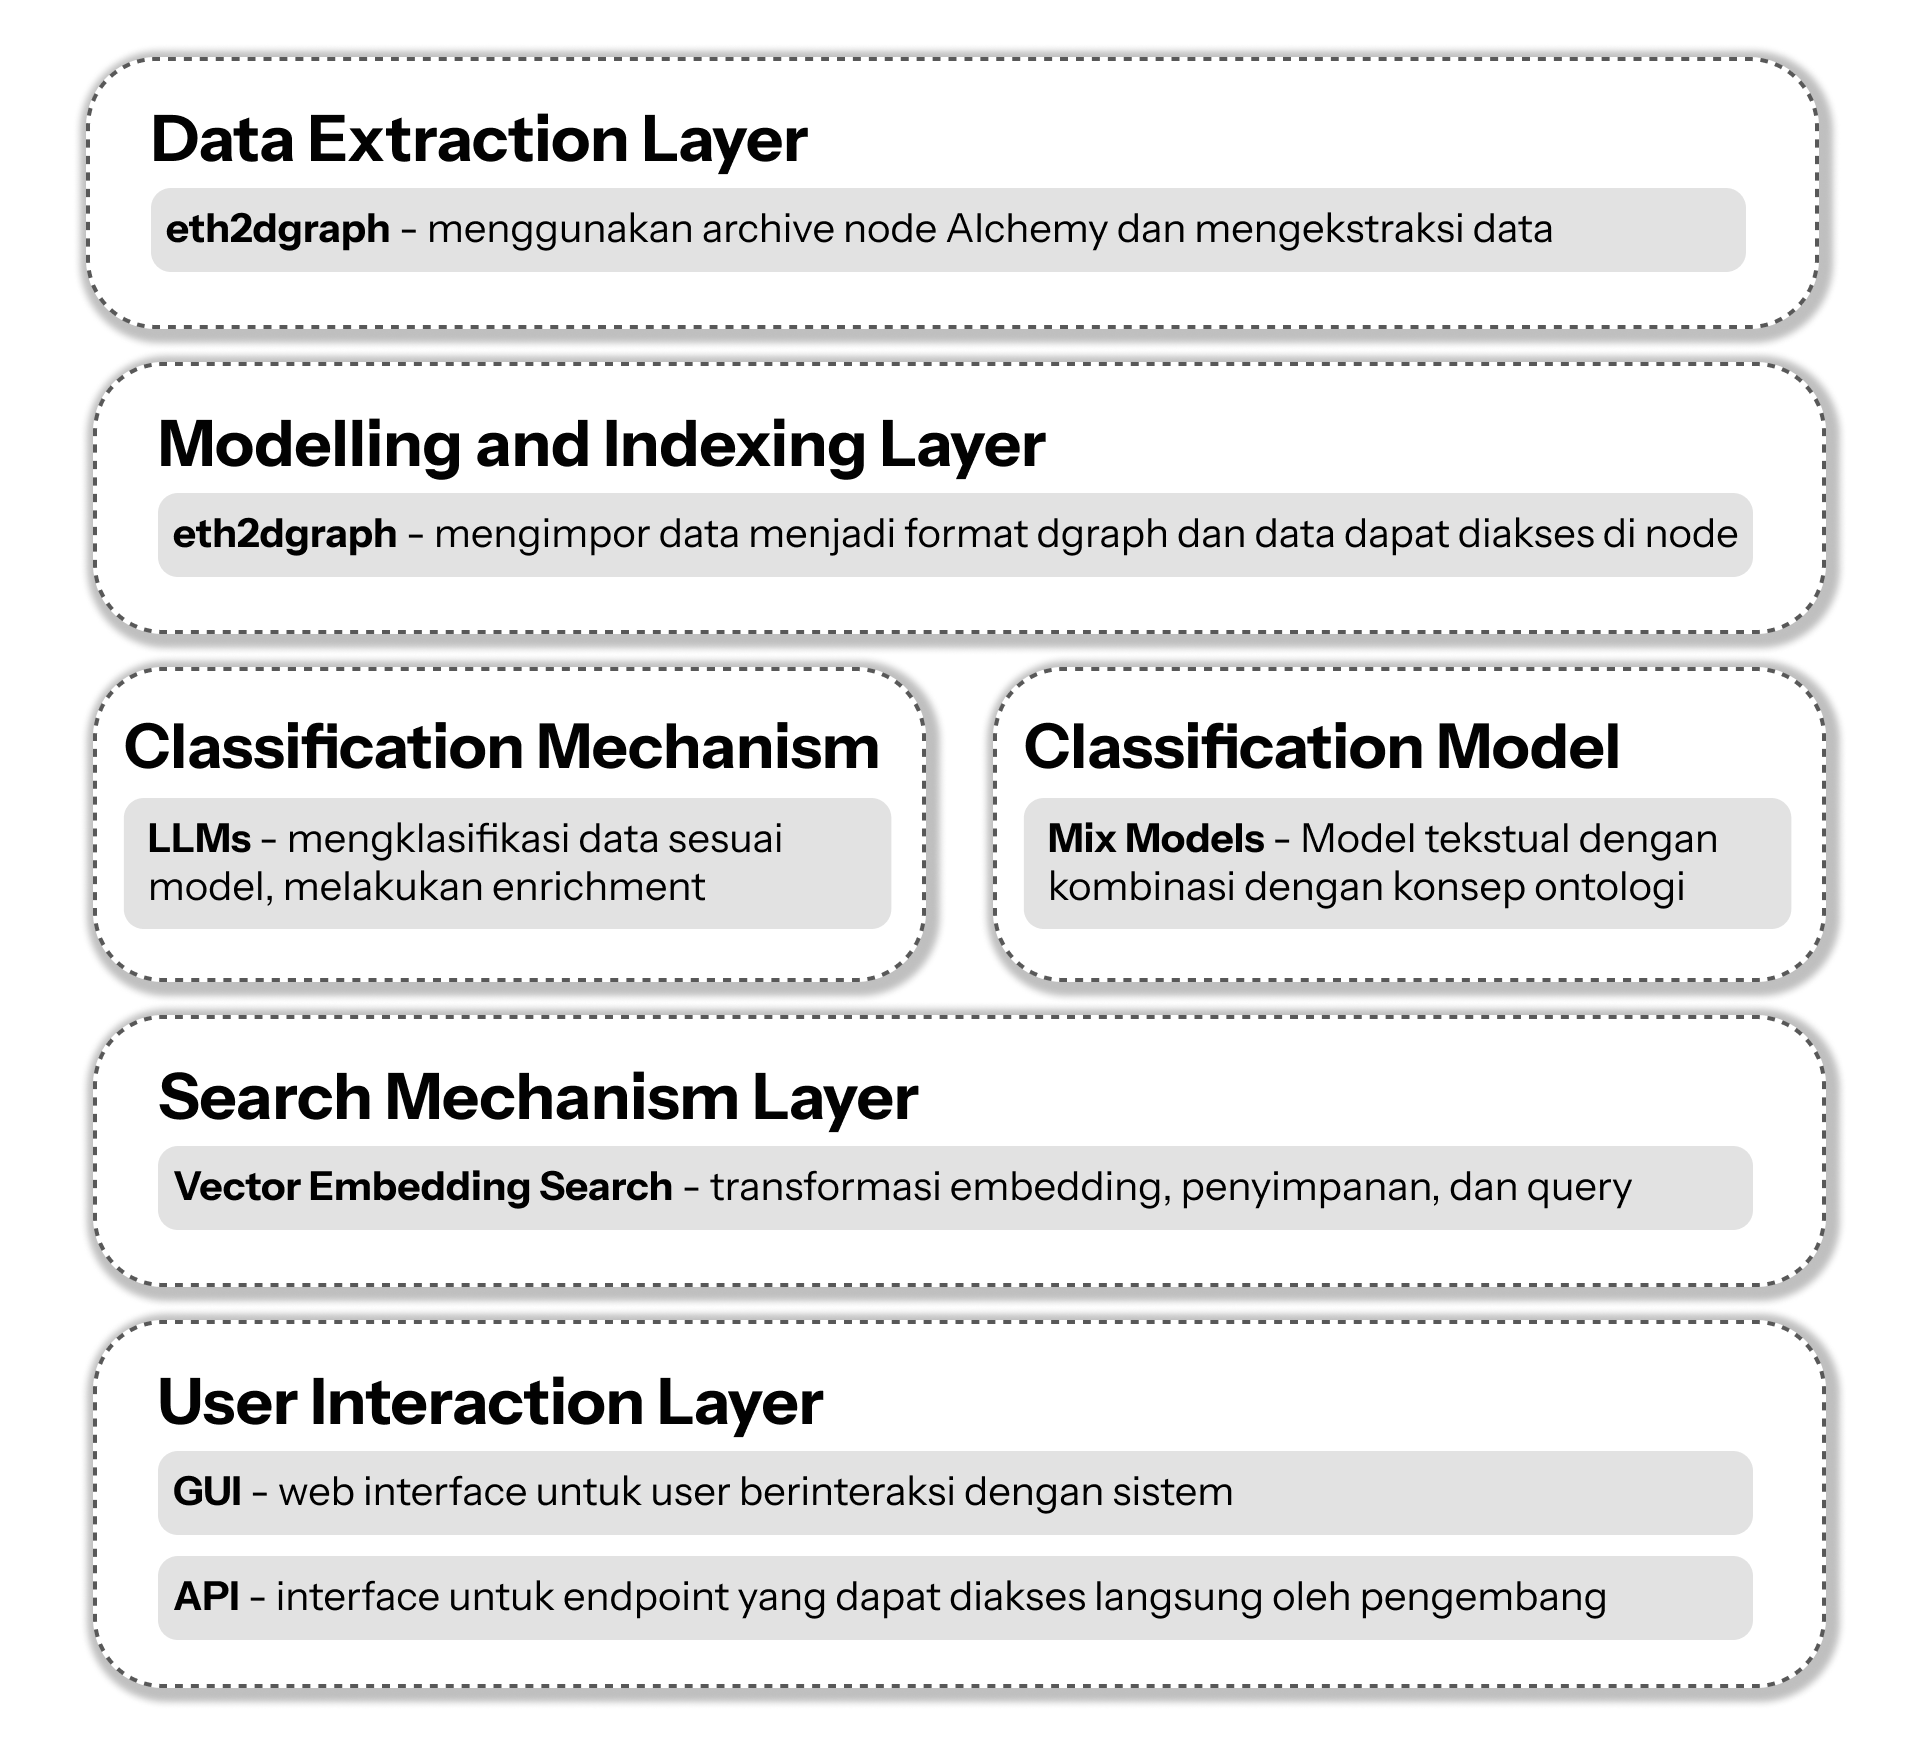 Data Extraction Layer
eth2dgraph - menggunakan archive node Alchemy dan mengekstraksi data
Modelling and Indexing Layer
eth2dgraph - mengimpor data menjadi format dgraph dan data dapat diakses di node
Classification Mechanism
LLMs - mengklasifikasi data sesuai
model, melakukan enrichment
Classification Model
Mix Models - Model tekstual dengan
kombinasi dengan konsep ontologi
Search Mechanism Layer
Vector Embedding Search - transformasi embedding, penyimpanan, dan query
User Interaction Layer
GUI - web interface untuk user berinteraksi dengan sistem
API - interface untuk endpoint yang dapat diakses langsung oleh pengembang